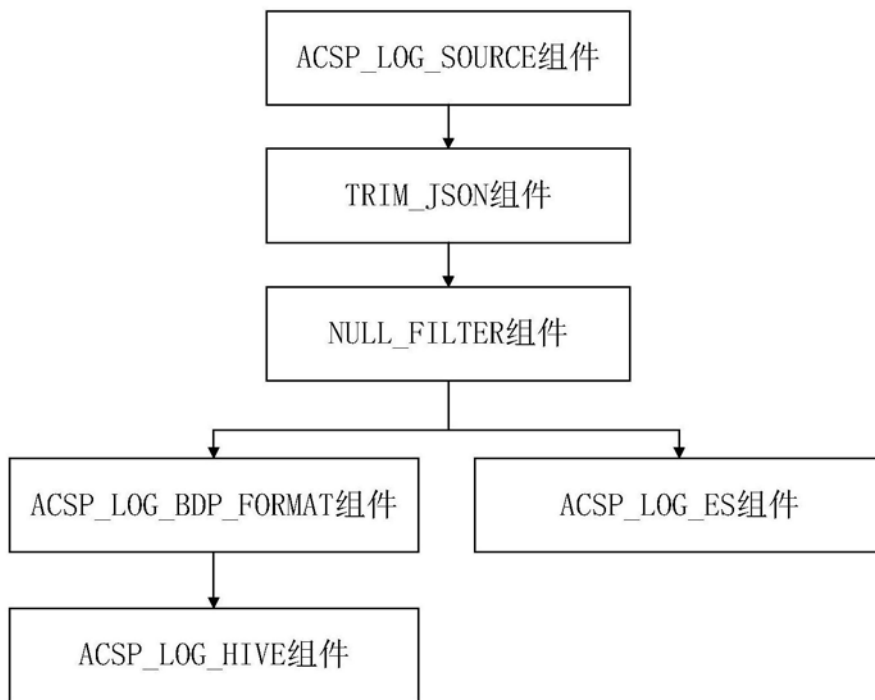 ACSP_LOG_SOURCE组件
TRIM_JSON组件
NULL_FILTER组件
ACSP_LOG_BDP_FORMAT组件
ACSP_LOG_ES组件
ACSP_LOG_HIVE组件